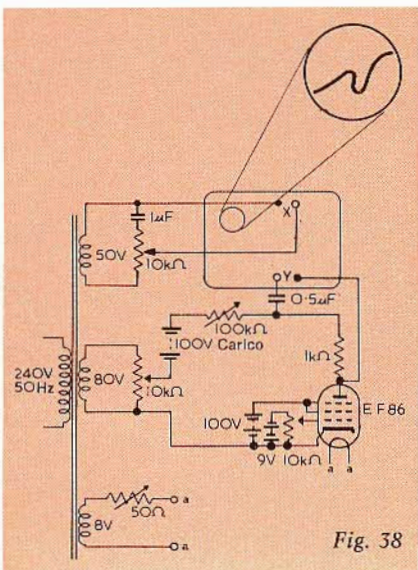 X
1μF
50V
10kΩ
Y
0·5μF
100kΩ
100V Carico
1kΩ
240V
50Hz
80V
10kΩ
EF86
100V
9V 10kΩ
a a
50Ω
a
8V
a
Fig. 38